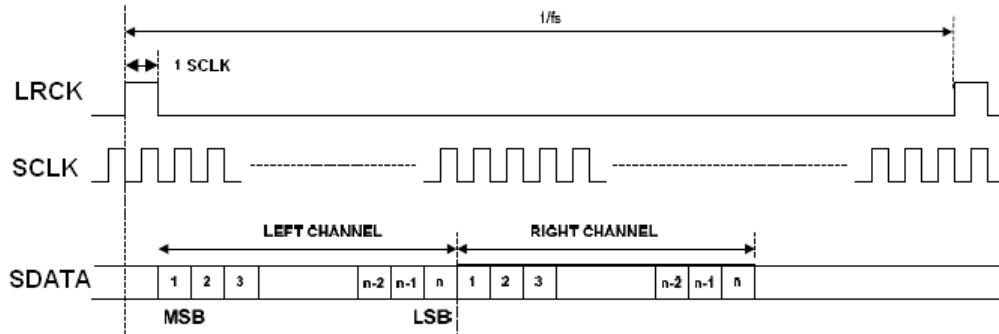 1/fs
1 SCLK
LRCK
SCLK
LEFT CHANNEL
RIGHT CHANNEL
SDATA
1 2 3 n-2 n-1 n 1 2 3 n-2 n-1 n
MSB
LSB